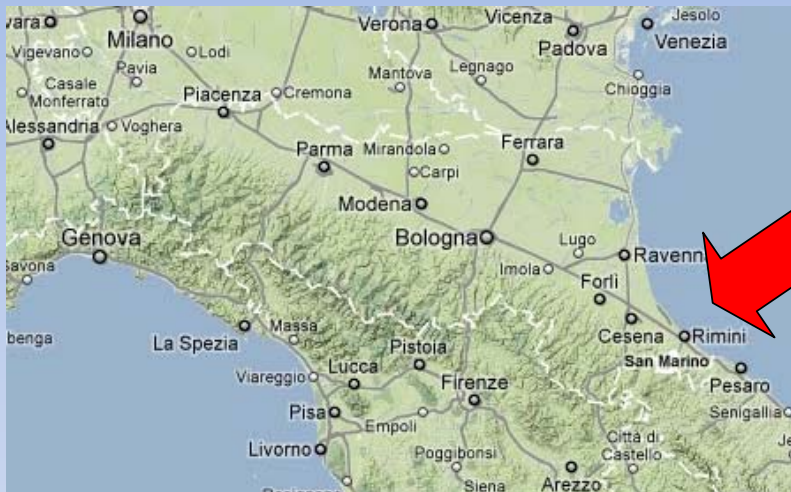 vara
Milano
Lodi
Verona
Vicenza
Padova
Jesolo
Venezia
Vigevano
Pavia
Casale
Monferrato
Mantova
Legnago
Chioggia
Piacenza
Cremona
Alessandria
Voghera
Parma
Mirandola
Carpi
Ferrara
Modena
Genova
Bologna
Lugo
Ravenna
Savona
Imola
Forlì
benga
La Spezia
Massa
Pistoia
Cesena
Rimini
San Marino
Viareggio
Lucca
Firenze
Pesaro
Pisa
Empoli
Senigallia
Livorno
Poggibonsi
Città di
Castello
Siena
Arezzo